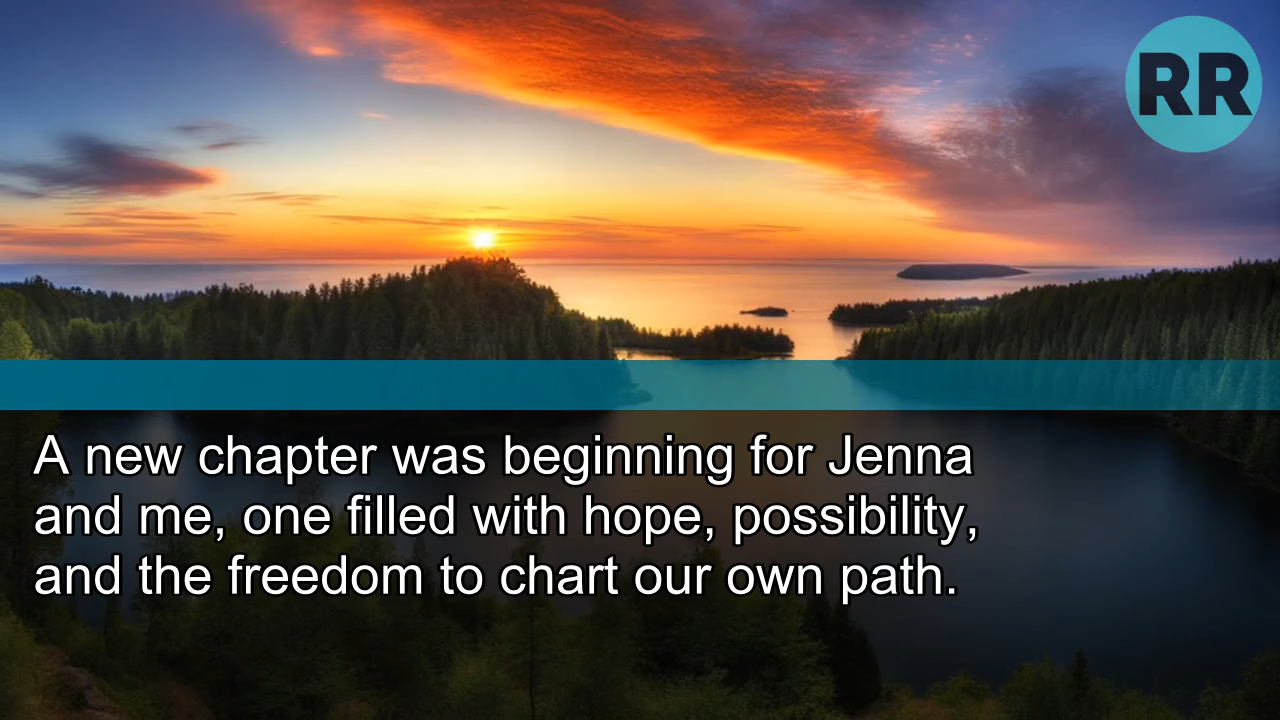 RR
A new chapter was beginning for Jenna
and me, one filled with hope, possibility,
and the freedom to chart our own path.